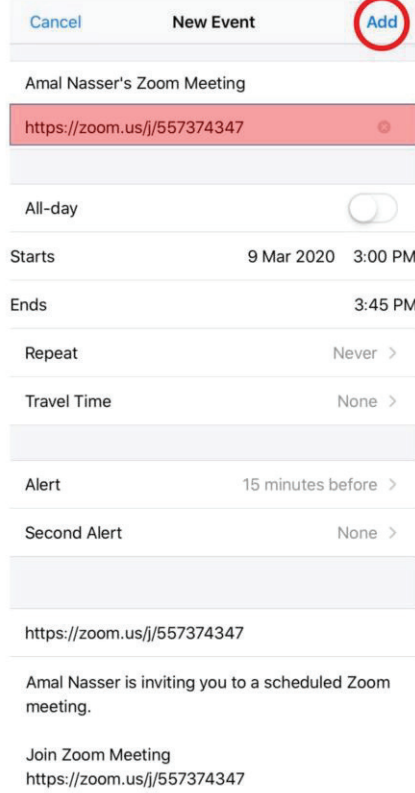 Cancel New Event Add
Amal Nasser's Zoom Meeting
https://zoom.us/j/557374347
All-day
Starts 9 Mar 2020 3:00 PM
Ends 3:45 PM
Repeat Never
Travel Time None
Alert 15 minutes before
Second Alert None
https://zoom.us/j/557374347
Amal Nasser is inviting you to a scheduled Zoom
meeting.
Join Zoom Meeting
https://zoom.us/j/557374347